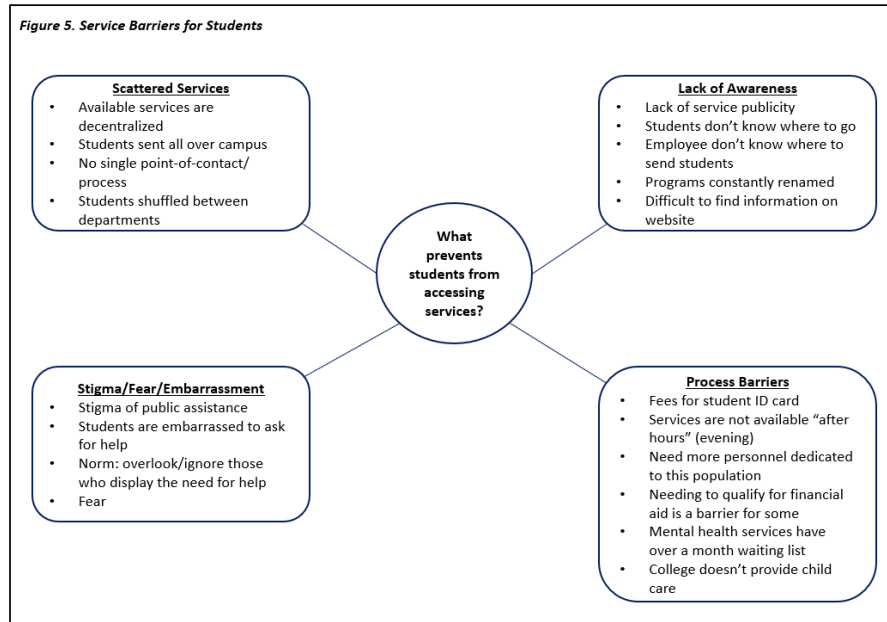 Figure 5. Service Barriers for Students
Scattered Services
• Available services are
decentralized
• Students sent all over campus
• No single point-of-contact/
process
• Students shuffled between
departments
Lack of Awareness
• Lack of service publicity
• Students don’t know where to go
• Employee don’t know where to
send students
• Programs constantly renamed
• Difficult to find information on
website
What
prevents
students from
accessing
services?
Stigma/Fear/Embarrassment
• Stigma of public assistance
• Students are embarrassed to ask
for help
• Norm: overlook/ignore those
who display the need for help
• Fear
Process Barriers
• Fees for student ID card
• Services are not available “after
hours” (evening)
• Need more personnel dedicated
to this population
• Needing to qualify for financial
aid is a barrier for some
• Mental health services have
over a month waiting list
• College doesn’t provide child
care